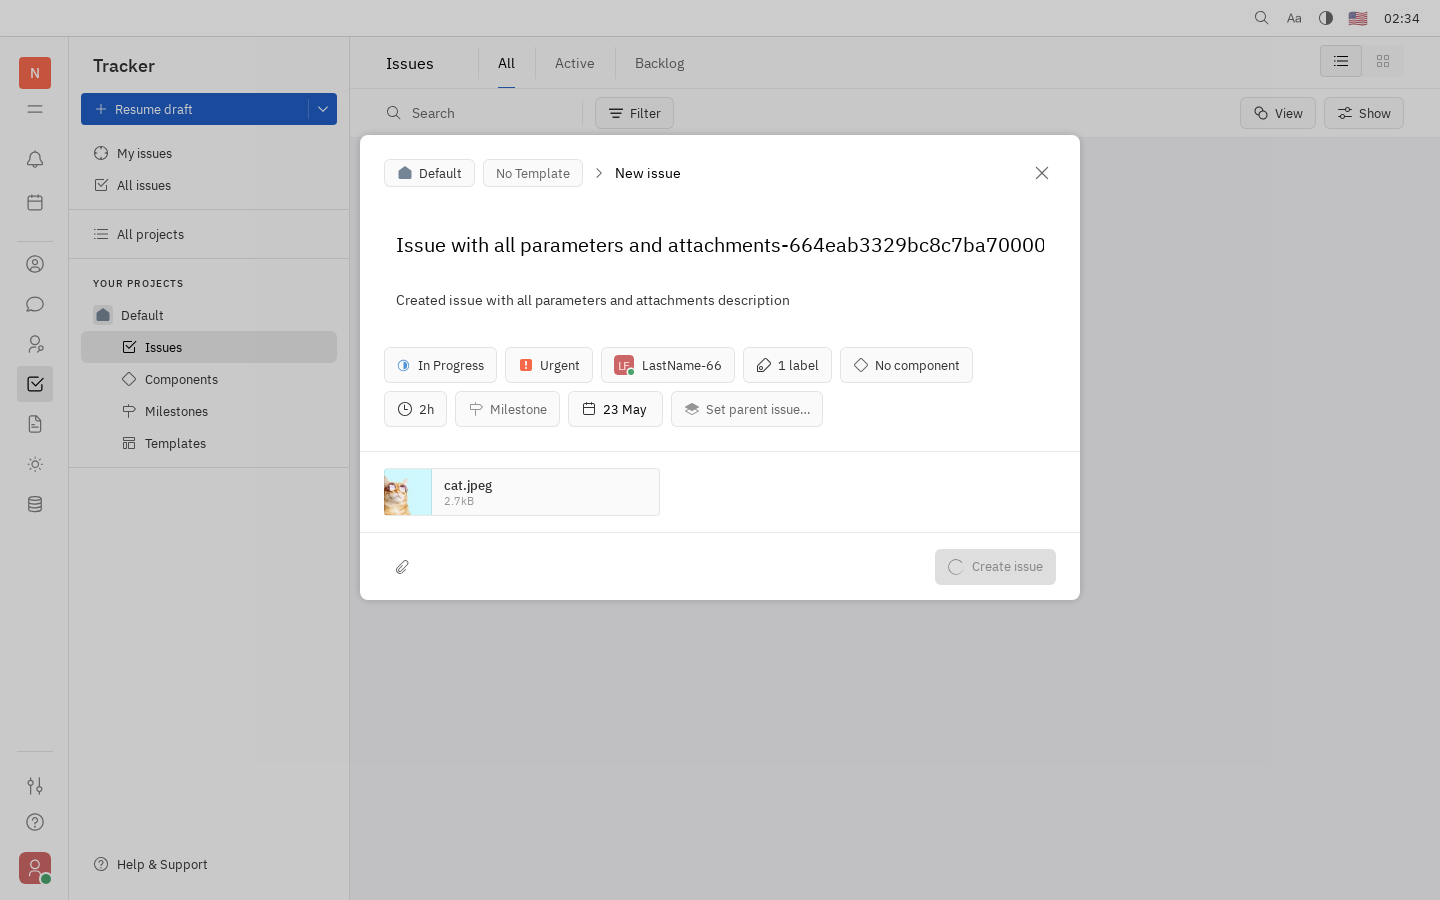 Aa
02:34
N
Tracker
Resume draft
My issues
All issues
All projects
YOUR PROJECTS
Default
Issues
Components
Milestones
Templates
Help & Support
Issues
All
Active
Backlog
Search
Filter
View
Show
Default
No Template
New issue
Issue with all parameters and attachments-664eab3329bc8c7ba70000
Created issue with all parameters and attachments description
In Progress
Urgent
LF
LastName-66
1 label
No component
2h
Milestone
23 May
Set parent issue...
cat.jpeg
2.7kB
Create issue